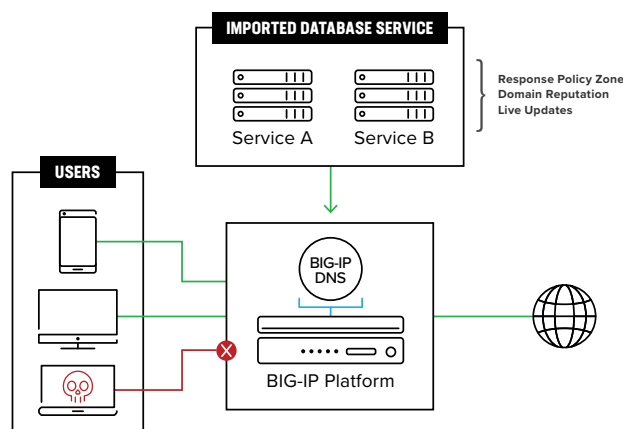 IMPORTED DATABASE SERVICE
Service A
Service B
Response Policy Zone
Domain Reputation
Live Updates
USERS
BIG-IP
DNS
BIG-IP Platform